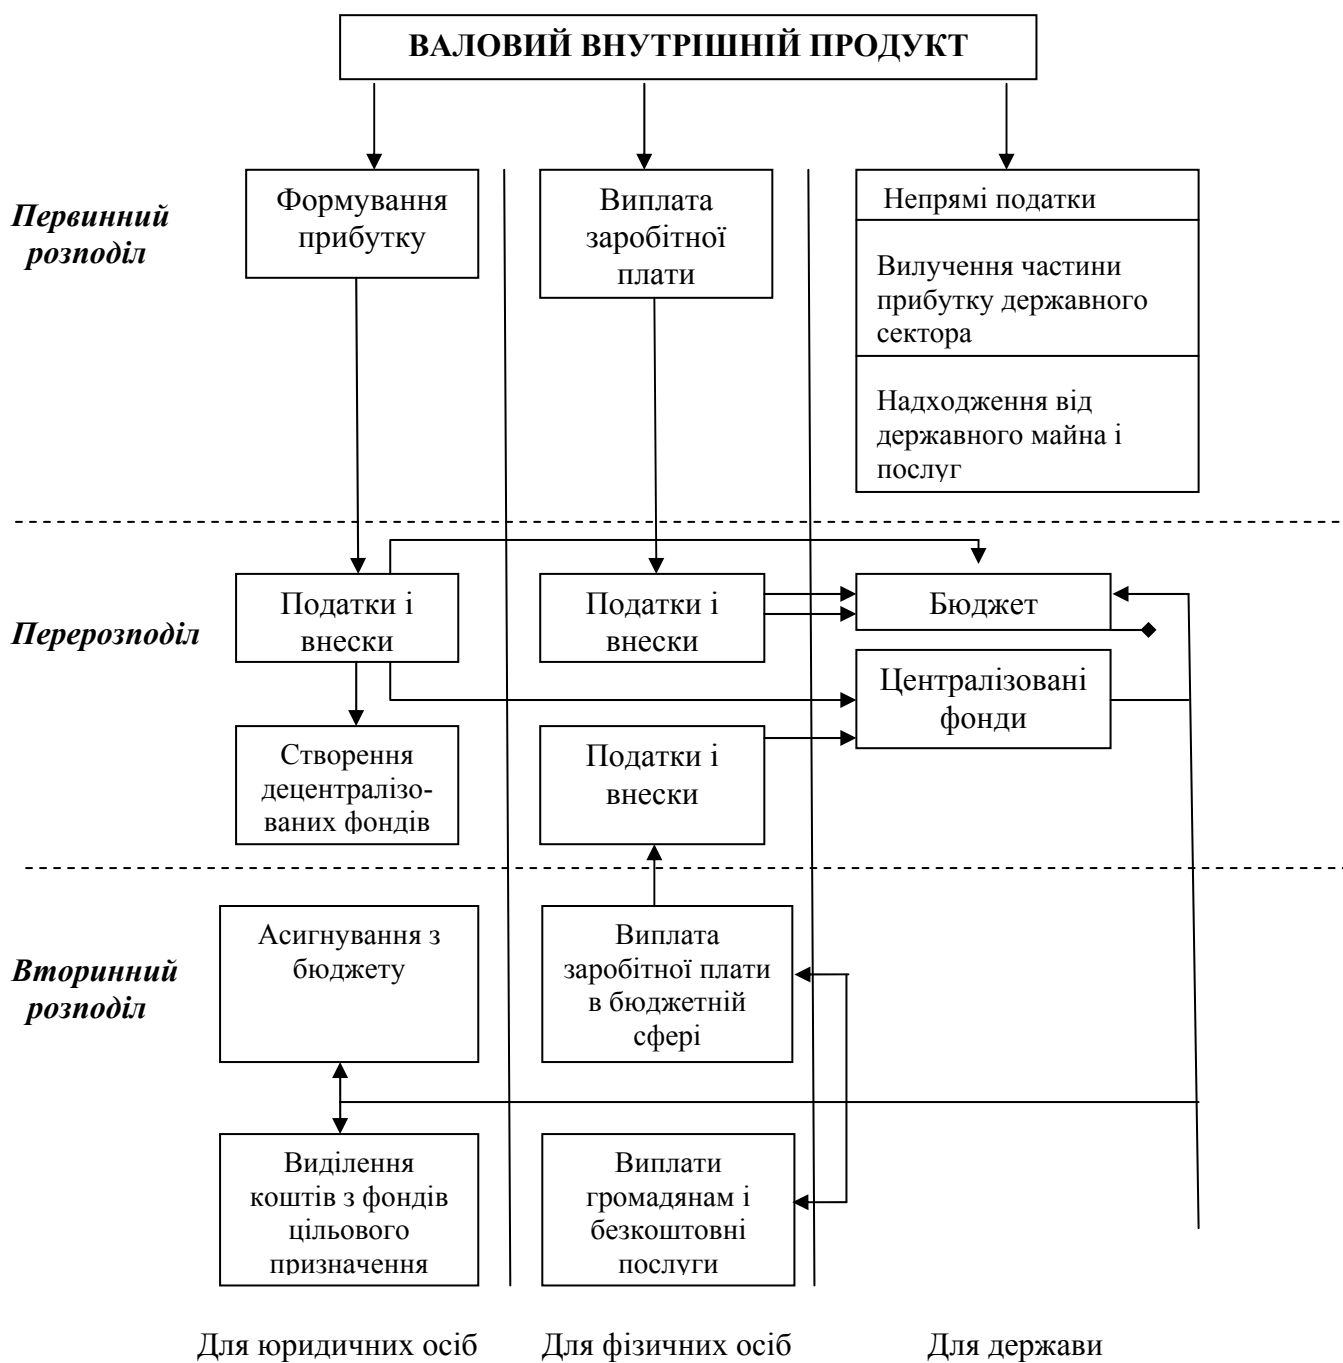 ВАЛОВИЙ ВНУТРІШНІЙ ПРОДУКТ
Первинний
розподіл
Формування
прибутку
Виплата
заробітної
плати
Непрямі податки
Вилучення частини
прибутку державного
сектора
Надходження від
державного майна і
послуг
Перерозподіл
Податки і
внески
Податки і
внески
Бюджет
Централізовані
фонди
Створення
децентралізо-
ваних фондів
Податки і
внески
Вторинний
розподіл
Асигнування з
бюджету
Виплата
заробітної плати
в бюджетній
сфері
Виділення
коштів з фондів
цільового
призначення
Виплати
громадянам і
безкоштовні
послуги
Для юридичних осіб
Для фізичних осіб
Для держави